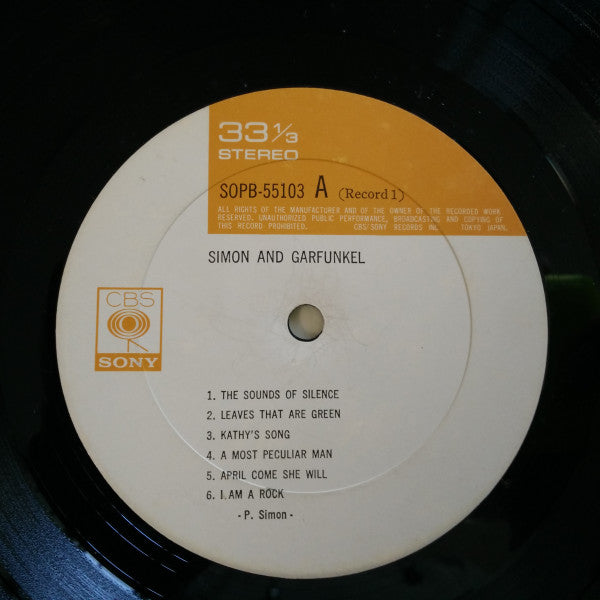 33 1/3
STEREO
SOPB-55103 A (Record 1)
ALL RIGHTS OF THE MANUFACTURER AND OF THE OWNER OF THE RECORDED WORK
RESERVED. UNAUTHORIZED PUBLIC PERFORMANCE, BROADCASTING AND COPYING OF
THIS RECORD PROHIBITED. CBS/SONY RECORDS INC. TOKYO JAPAN.
SIMON AND GARFUNKEL
CBS
SONY
1. THE SOUNDS OF SILENCE
2. LEAVES THAT ARE GREEN
3. KATHY'S SONG
4. A MOST PECULIAR MAN
5. APRIL COME SHE WILL
6. I AM A ROCK
- P. Simon -